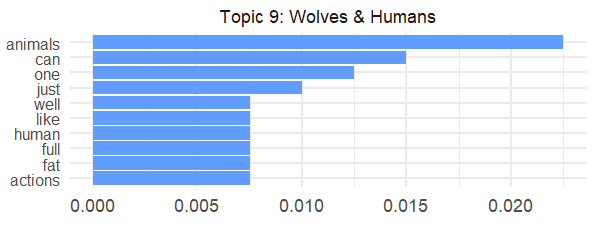 Topic 9: Wolves & Humans
animals
can
one
just
well
like
human
full
fat
actions
0.000 0.005 0.010 0.015 0.020